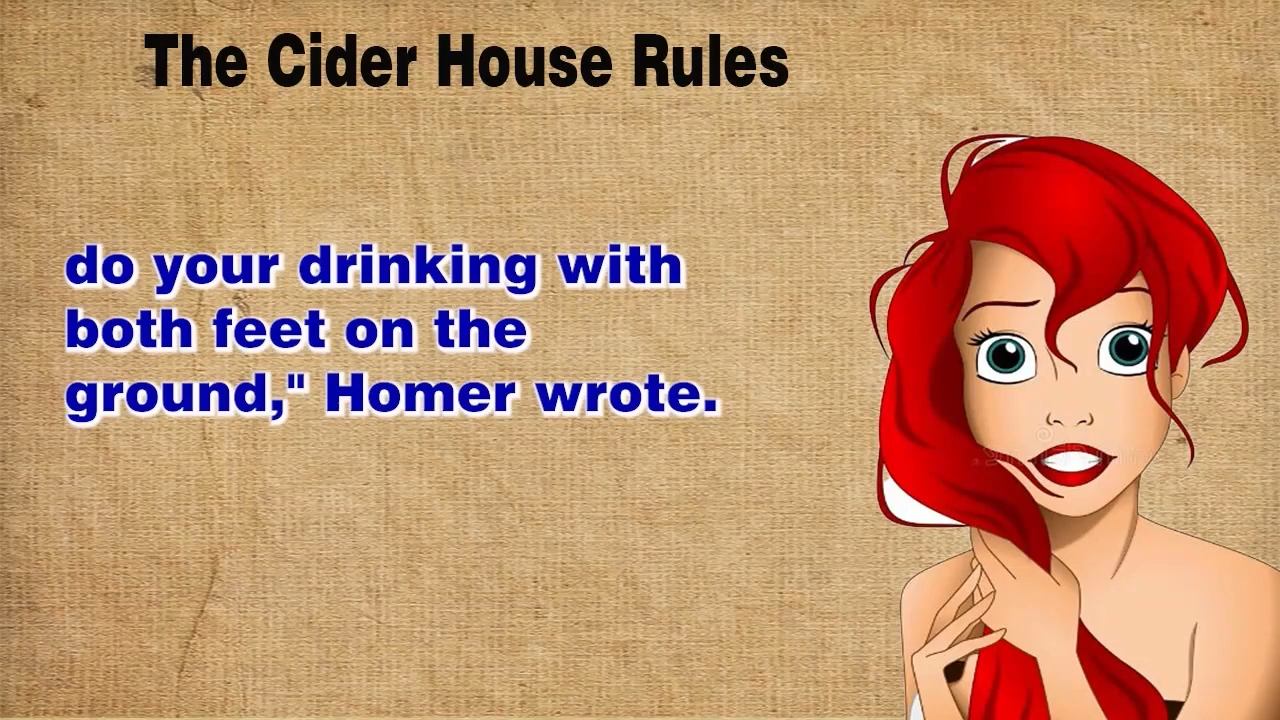 The Cider House Rules
do your drinking with
both feet on the
ground," Homer wrote.